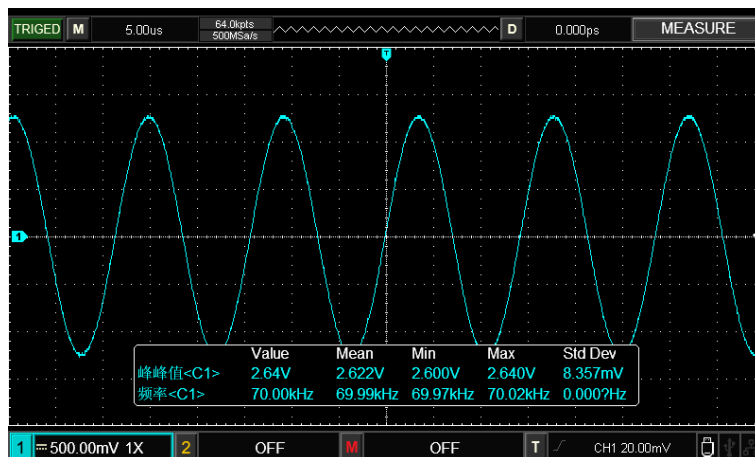 TRIGED M 5.00us 64.0kpts 500MSa/s D 0.000ps MEASURE
T
1
Value Mean Min Max Std Dev
峰峰值<C1> 2.64V 2.622V 2.600V 2.640V 8.357mV
频率<C1> 70.00kHz 69.99kHz 69.97kHz 70.02kHz 0.000?Hz
1 500.00mV 1X 2 OFF M OFF T CH1 20.00mV